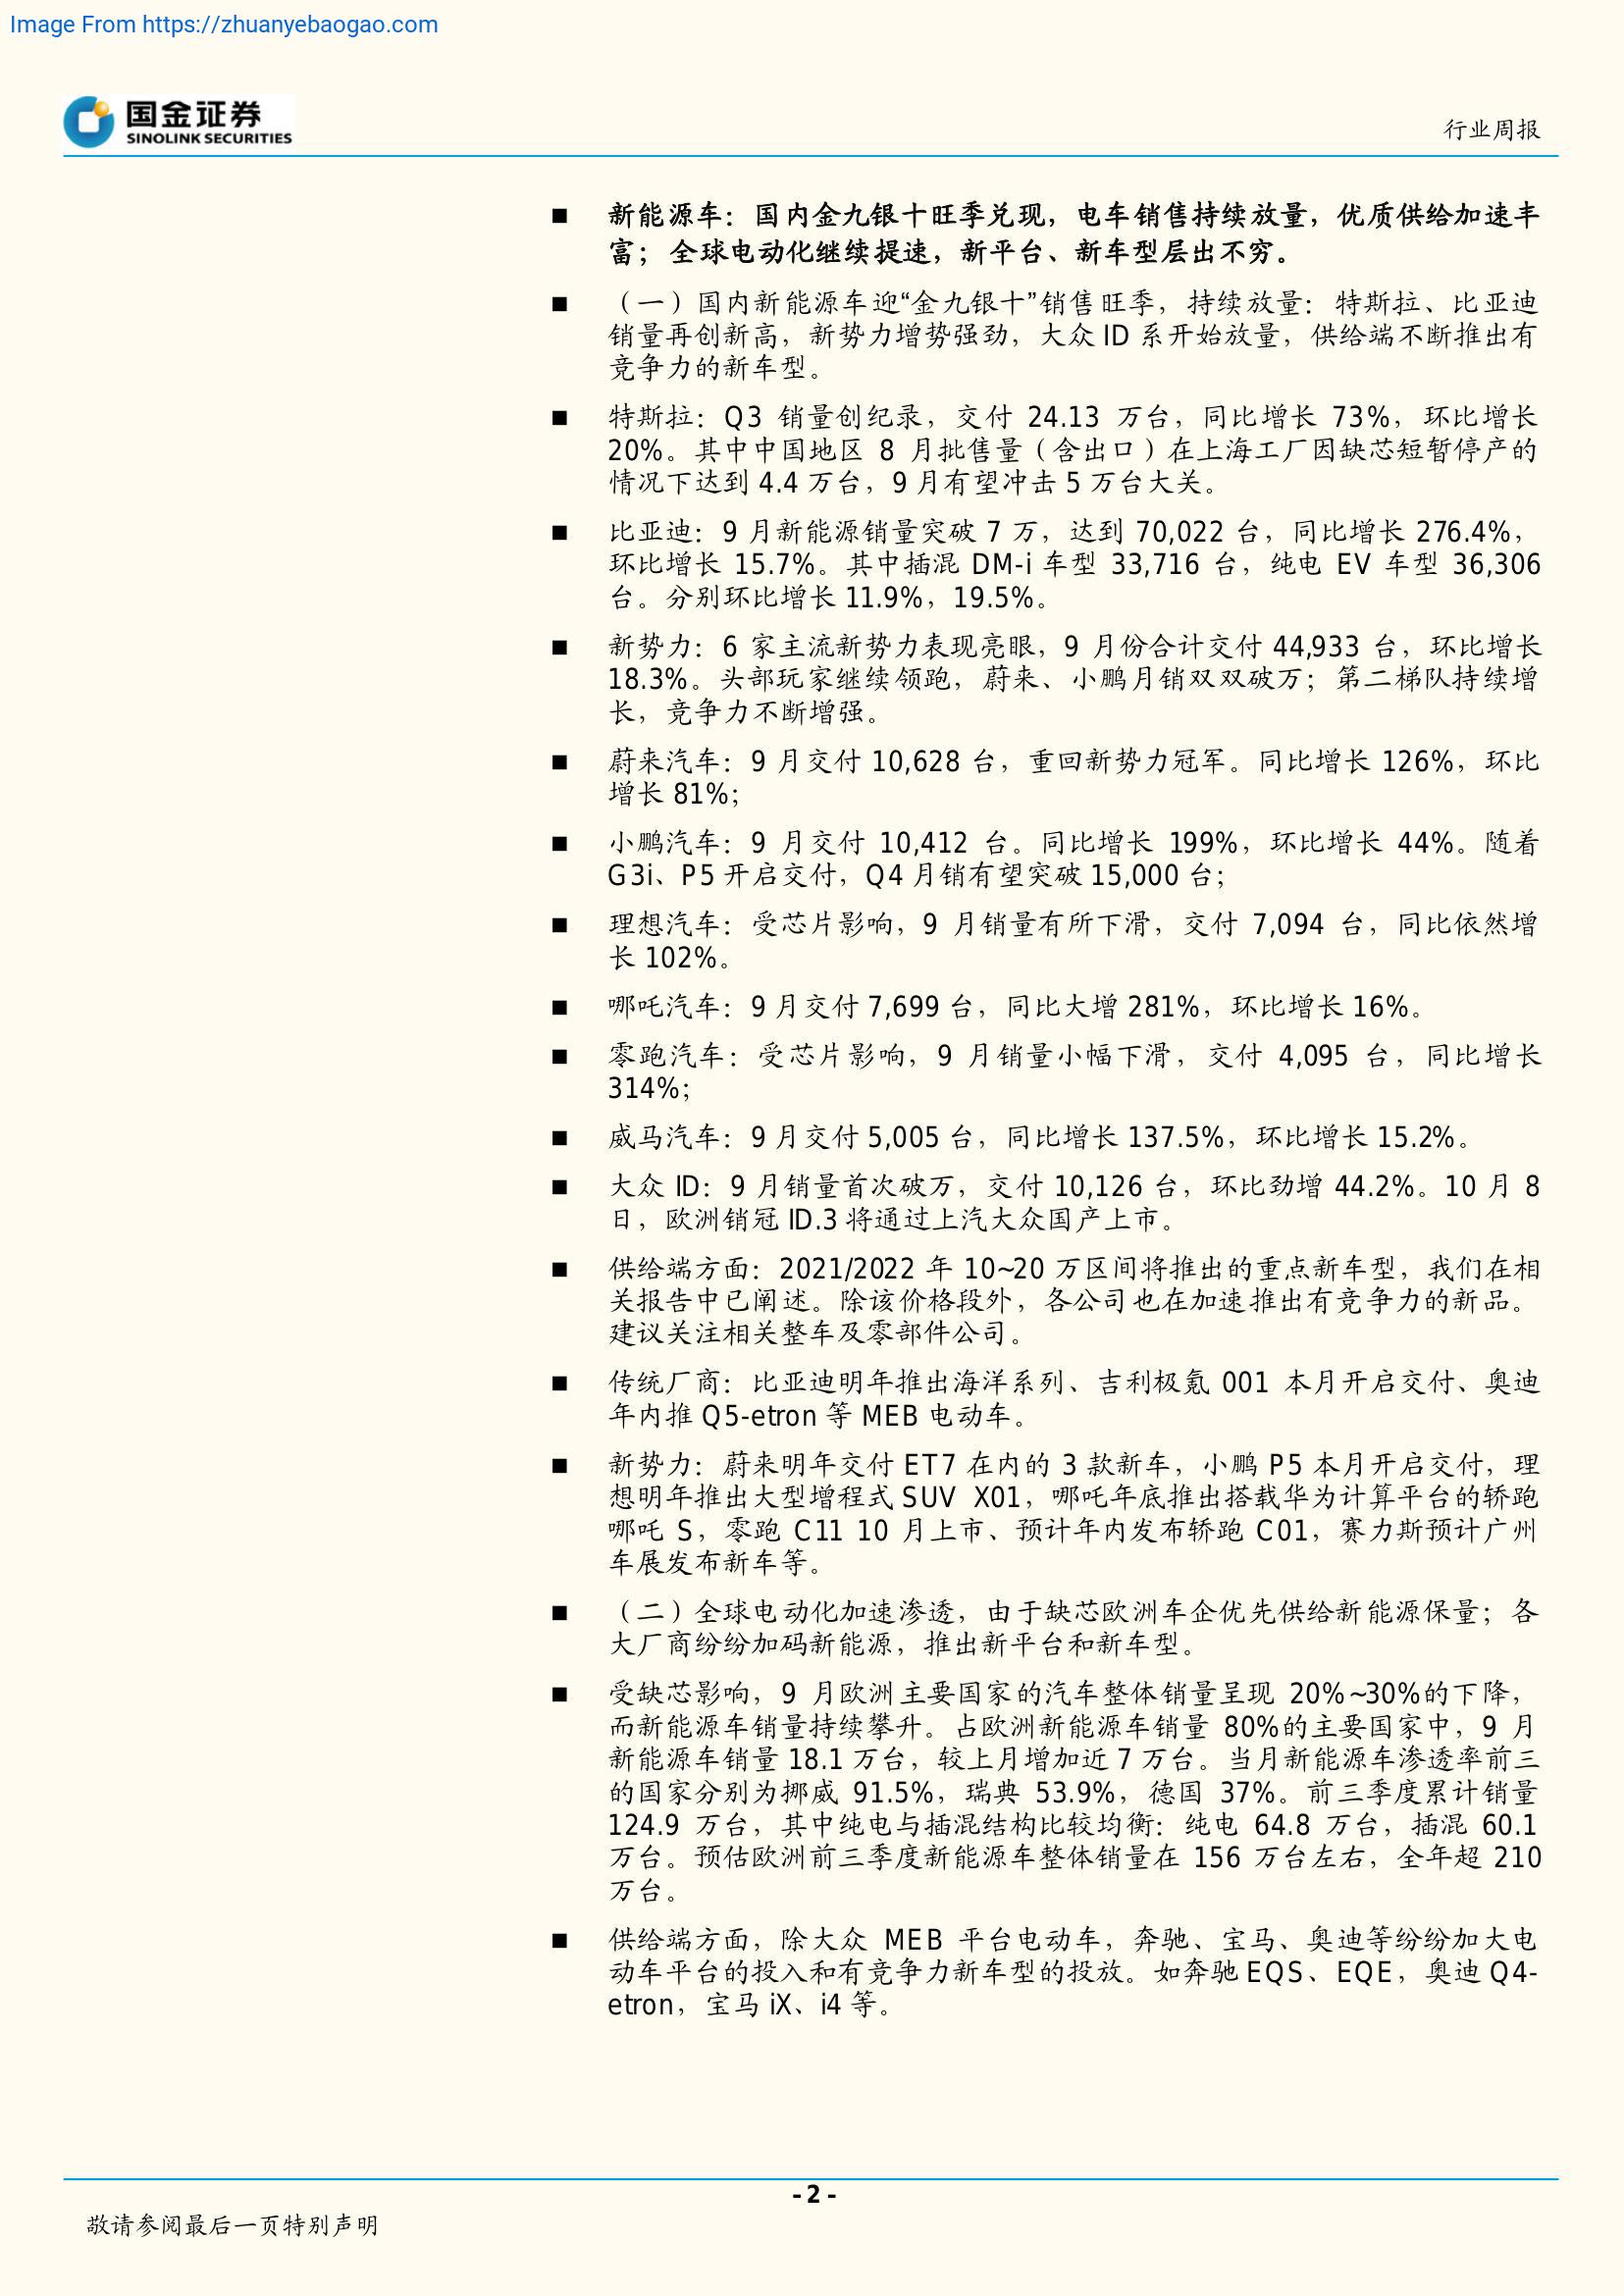 Image From https://zhuanyebaogao.com
国金证券
SINOLINK SECURITIES
行业周报
■ 新能源车：国内金九银十旺季兑现，电车销售持续放量，优质供给加速丰
富；全球电动化继续提速，新平台、新车型层出不穷。
■ （一）国内新能源车迎“金九银十”销售旺季，持续放量：特斯拉、比亚迪
销量再创新高，新势力增势强劲，大众 ID 系开始放量，供给端不断推出有
竞争力的新车型。
■ 特斯拉：Q3 销量创纪录，交付 24.13 万台，同比增长 73%，环比增长
20%。其中中国地区 8 月批售量（含出口）在上海工厂因缺芯短暂停产的
情况下达到 4.4 万台，9 月有望冲击 5 万台大关。
■ 比亚迪：9 月新能源销量突破 7 万，达到 70,022 台，同比增长 276.4%，
环比增长 15.7%。其中插混 DM-i 车型 33,716 台，纯电 EV 车型 36,306
台。分别环比增长 11.9%，19.5%。
■ 新势力：6 家主流新势力表现亮眼，9 月份合计交付 44,933 台，环比增长
18.3%。头部玩家继续领跑，蔚来、小鹏月销双双破万；第二梯队持续增
长，竞争力不断增强。
■ 蔚来汽车：9 月交付 10,628 台，重回新势力冠军。同比增长 126%，环比
增长 81%；
■ 小鹏汽车：9 月交付 10,412 台。同比增长 199%，环比增长 44%。随着
G3i、P5 开启交付，Q4 月销有望突破 15,000 台；
■ 理想汽车：受芯片影响，9 月销量有所下滑，交付 7,094 台，同比依然增
长 102%。
■ 哪吒汽车：9 月交付 7,699 台，同比大增 281%，环比增长 16%。
■ 零跑汽车：受芯片影响，9 月销量小幅下滑，交付 4,095 台，同比增长
314%；
■ 威马汽车：9 月交付 5,005 台，同比增长 137.5%，环比增长 15.2%。
■ 大众 ID：9 月销量首次破万，交付 10,126 台，环比劲增 44.2%。10 月 8
日，欧洲销冠 ID.3 将通过上汽大众国产上市。
■ 供给端方面：2021/2022 年 10~20 万区间将推出的重点新车型，我们在相
关报告中已阐述。除该价格段外，各公司也在加速推出有竞争力的新品。
建议关注相关整车及零部件公司。
■ 传统厂商：比亚迪明年推出海洋系列、吉利极氪 001 本月开启交付、奥迪
年内推 Q5-etron 等 MEB 电动车。
■ 新势力：蔚来明年交付 ET7 在内的 3 款新车，小鹏 P5 本月开启交付，理
想明年推出大型增程式 SUV X01，哪吒年底推出搭载华为计算平台的轿跑
哪吒 S，零跑 C11 10 月上市、预计年内发布轿跑 C01，赛力斯预计广州
车展发布新车等。
■ （二）全球电动化加速渗透，由于缺芯欧洲车企优先供给新能源保量；各
大厂商纷纷加码新能源，推出新平台和新车型。
■ 受缺芯影响，9 月欧洲主要国家的汽车整体销量呈现 20%~30%的下降，
而新能源车销量持续攀升。占欧洲新能源车销量 80%的主要国家中，9 月
新能源车销量 18.1 万台，较上月增加近 7 万台。当月新能源车渗透率前三
的国家分别为挪威 91.5%，瑞典 53.9%，德国 37%。前三季度累计销量
124.9 万台，其中纯电与插混结构比较均衡：纯电 64.8 万台，插混 60.1
万台。预估欧洲前三季度新能源车整体销量在 156 万台左右，全年超 210
万台。
■ 供给端方面，除大众 MEB 平台电动车，奔驰、宝马、奥迪等纷纷加大电
动车平台的投入和有竞争力新车型的投放。如奔驰 EQS、EQE，奥迪 Q4-
etron，宝马 iX、i4 等。
- 2 -
敬请参阅最后一页特别声明